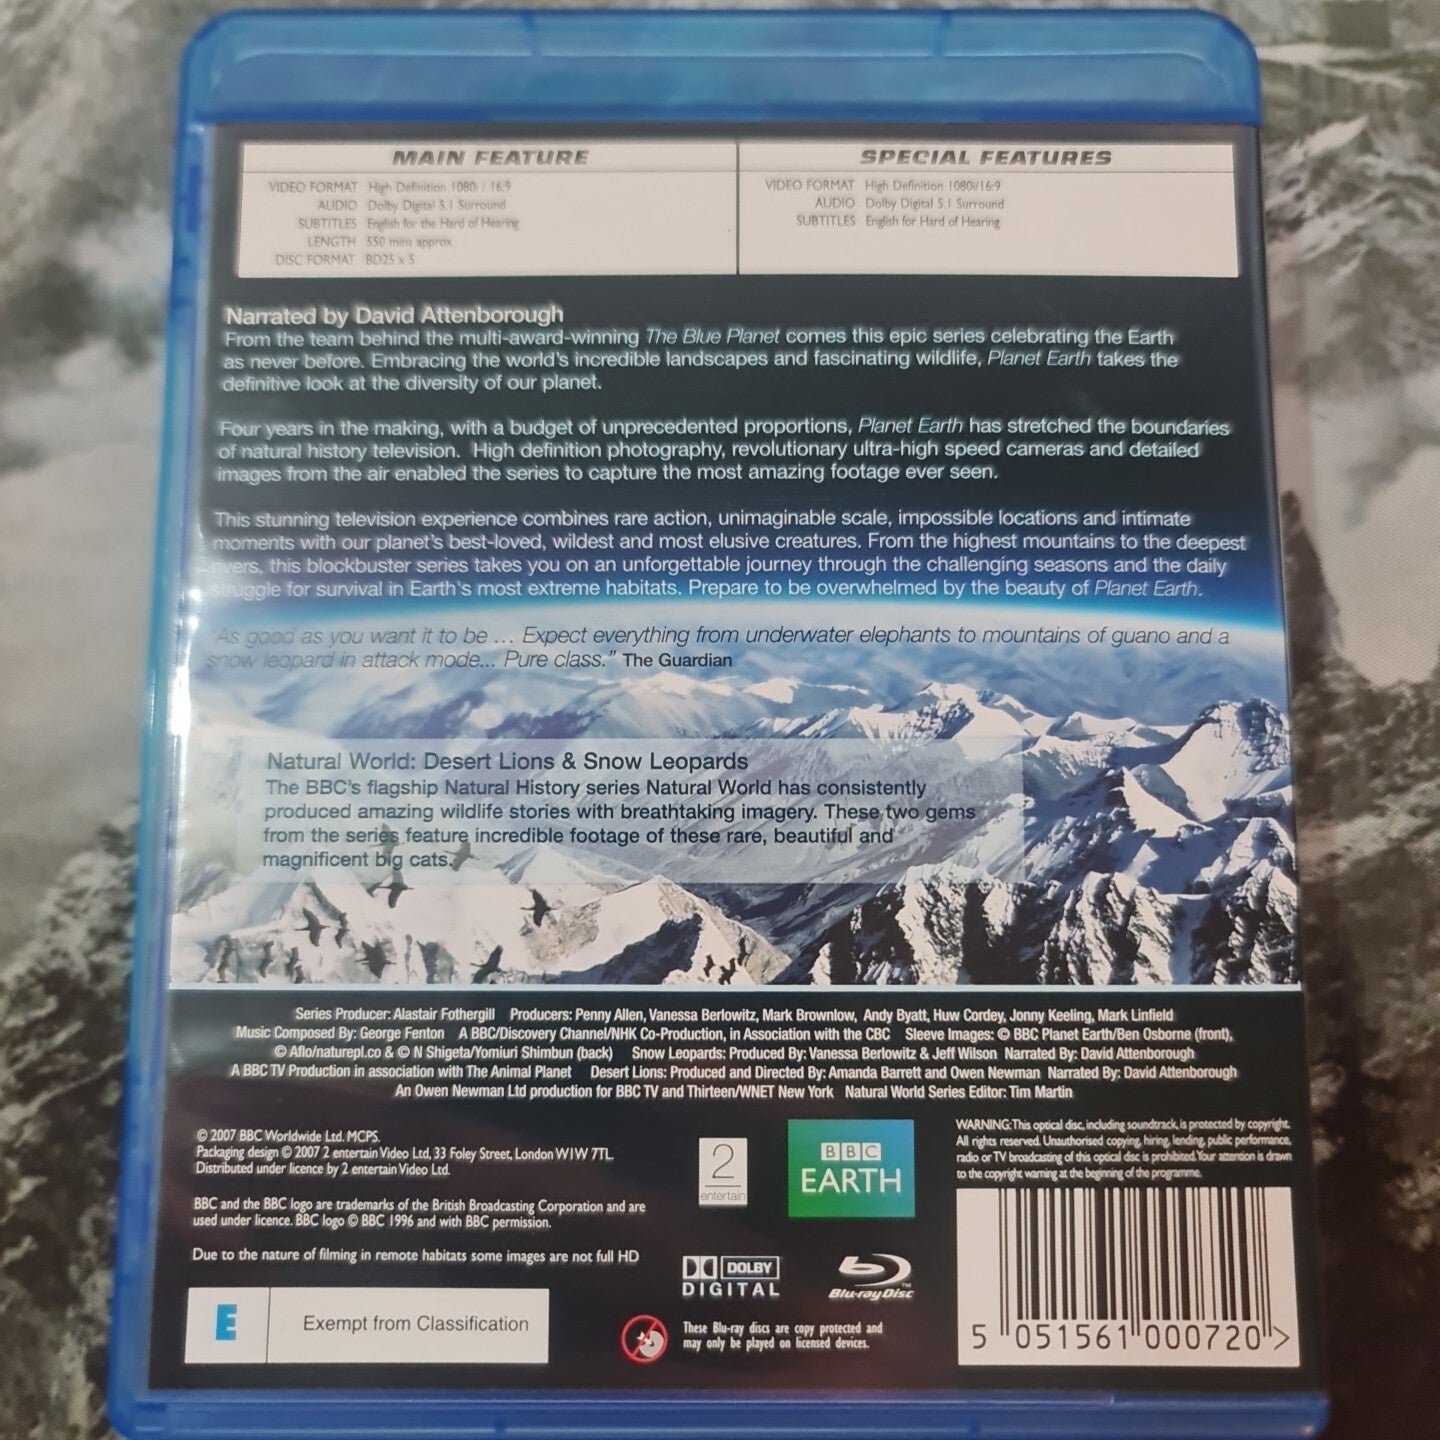 MAIN FEATURE
VIDEO FORMAT High Definition 1080i / 16:9
AUDIO Dolby Digital 5.1 Surround
SUBTITLES English for the Hard of Hearing
LENGTH 550 mins approx
DISC FORMAT BD25 x 5
SPECIAL FEATURES
VIDEO FORMAT High Definition 1080i/16:9
AUDIO Dolby Digital 5.1 Surround
SUBTITLES English for Hard of Hearing
Narrated by David Attenborough
From the team behind the multi-award-winning The Blue Planet comes this epic series celebrating the Earth
as never before. Embracing the world's incredible landscapes and fascinating wildlife, Planet Earth takes the
definitive look at the diversity of our planet.
Four years in the making, with a budget of unprecedented proportions, Planet Earth has stretched the boundaries
of natural history television. High definition photography, revolutionary ultra-high speed cameras and detailed
images from the air enabled the series to capture the most amazing footage ever seen.
This stunning television experience combines rare action, unimaginable scale, impossible locations and intimate
moments with our planet's best-loved, wildest and most elusive creatures. From the highest mountains to the deepest
rivers, this blockbuster series takes you on an unforgettable journey through the challenging seasons and the daily
struggle for survival in Earth's most extreme habitats. Prepare to be overwhelmed by the beauty of Planet Earth.
"As good as you want it to be ... Expect everything from underwater elephants to mountains of guano and a
snow leopard in attack mode... Pure class." The Guardian
Natural World: Desert Lions & Snow Leopards
The BBC's flagship Natural History series Natural World has consistently
produced amazing wildlife stories with breathtaking imagery. These two gems
from the series feature incredible footage of these rare, beautiful and
magnificent big cats.
Series Producer: Alastair Fothergill Producers: Penny Allen, Vanessa Berlowitz, Mark Brownlow, Andy Byatt, Huw Cordey, Jonny Keeling, Mark Linfield
Music Composed By: George Fenton A BBC/Discovery Channel/NHK Co-Production, in Association with the CBC Sleeve Images: © BBC Planet Earth/Ben Osborne (front),
© Aflo/naturepl.co & © N Shigeta/Yomiuri Shimbun (back) Snow Leopards: Produced By: Vanessa Berlowitz & Jeff Wilson Narrated By: David Attenborough
A BBC TV Production in association with The Animal Planet Desert Lions: Produced and Directed By: Amanda Barrett and Owen Newman Narrated By: David Attenborough
An Owen Newman Ltd production for BBC TV and Thirteen/WNET New York Natural World Series Editor: Tim Martin
© 2007 BBC Worldwide Ltd. MCPS.
Packaging design © 2007 2 entertain Video Ltd, 33 Foley Street, London W1W 7TL.
Distributed under licence by 2 entertain Video Ltd.
BBC and the BBC logo are trademarks of the British Broadcasting Corporation and are
used under licence. BBC logo © BBC 1996 and with BBC permission.
Due to the nature of filming in remote habitats some images are not full HD
E
Exempt from Classification
2
entertain
BBC
EARTH
DOLBY
DIGITAL
Blu-ray Disc
TM
These Blu-ray discs are copy protected and
may only be played on licensed devices.
WARNING: This optical disc, including soundtrack, is protected by copyright.
All rights reserved. Unauthorised copying, hiring, lending, public performance,
radio or TV broadcasting of this optical disc is prohibited. Your attention is drawn
to the copyright warning at the beginning of the programme.
5 051561 000720 >